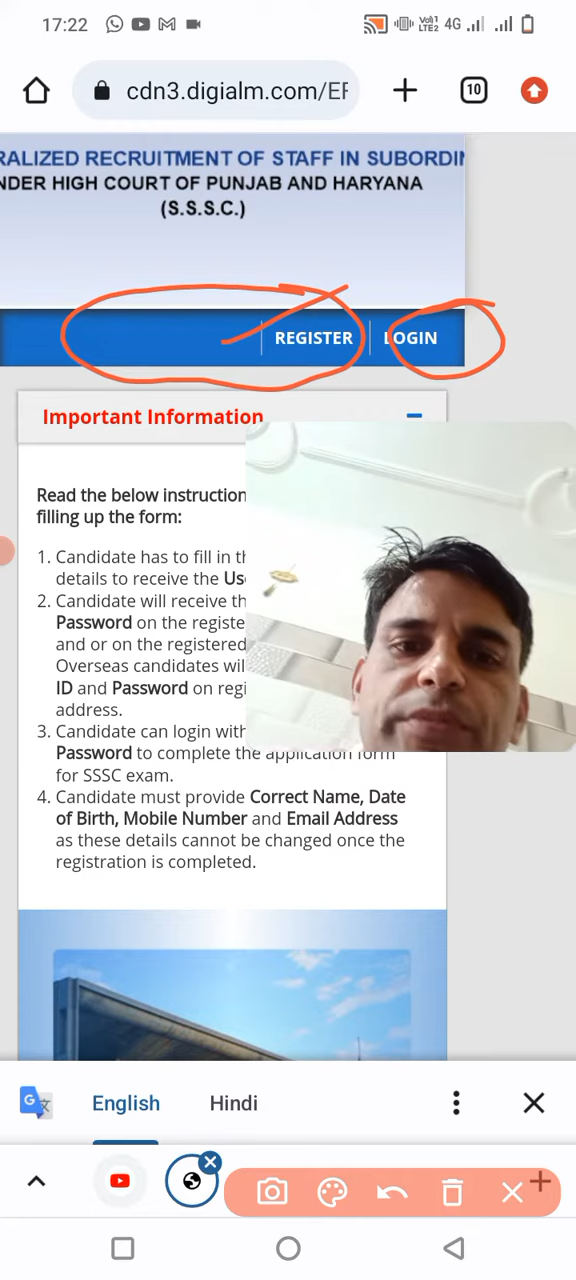 17:22
Vo)) 1
LTE2 4G
cdn3.digialm.com/EF
10
RALIZED RECRUITMENT OF STAFF IN SUBORDI
NDER HIGH COURT OF PUNJAB AND HARYANA
(S.S.S.C.)
REGISTER
LOGIN
Important Information
Read the below instruction
filling up the form:
1. Candidate has to fill in th
details to receive the Us
2. Candidate will receive th
Password on the registe
and or on the registered
Overseas candidates wil
ID and Password on regi
address.
3. Candidate can login with
Password to complete the application form
for SSSC exam.
4. Candidate must provide Correct Name, Date
of Birth, Mobile Number and Email Address
as these details cannot be changed once the
registration is completed.
G
English
Hindi